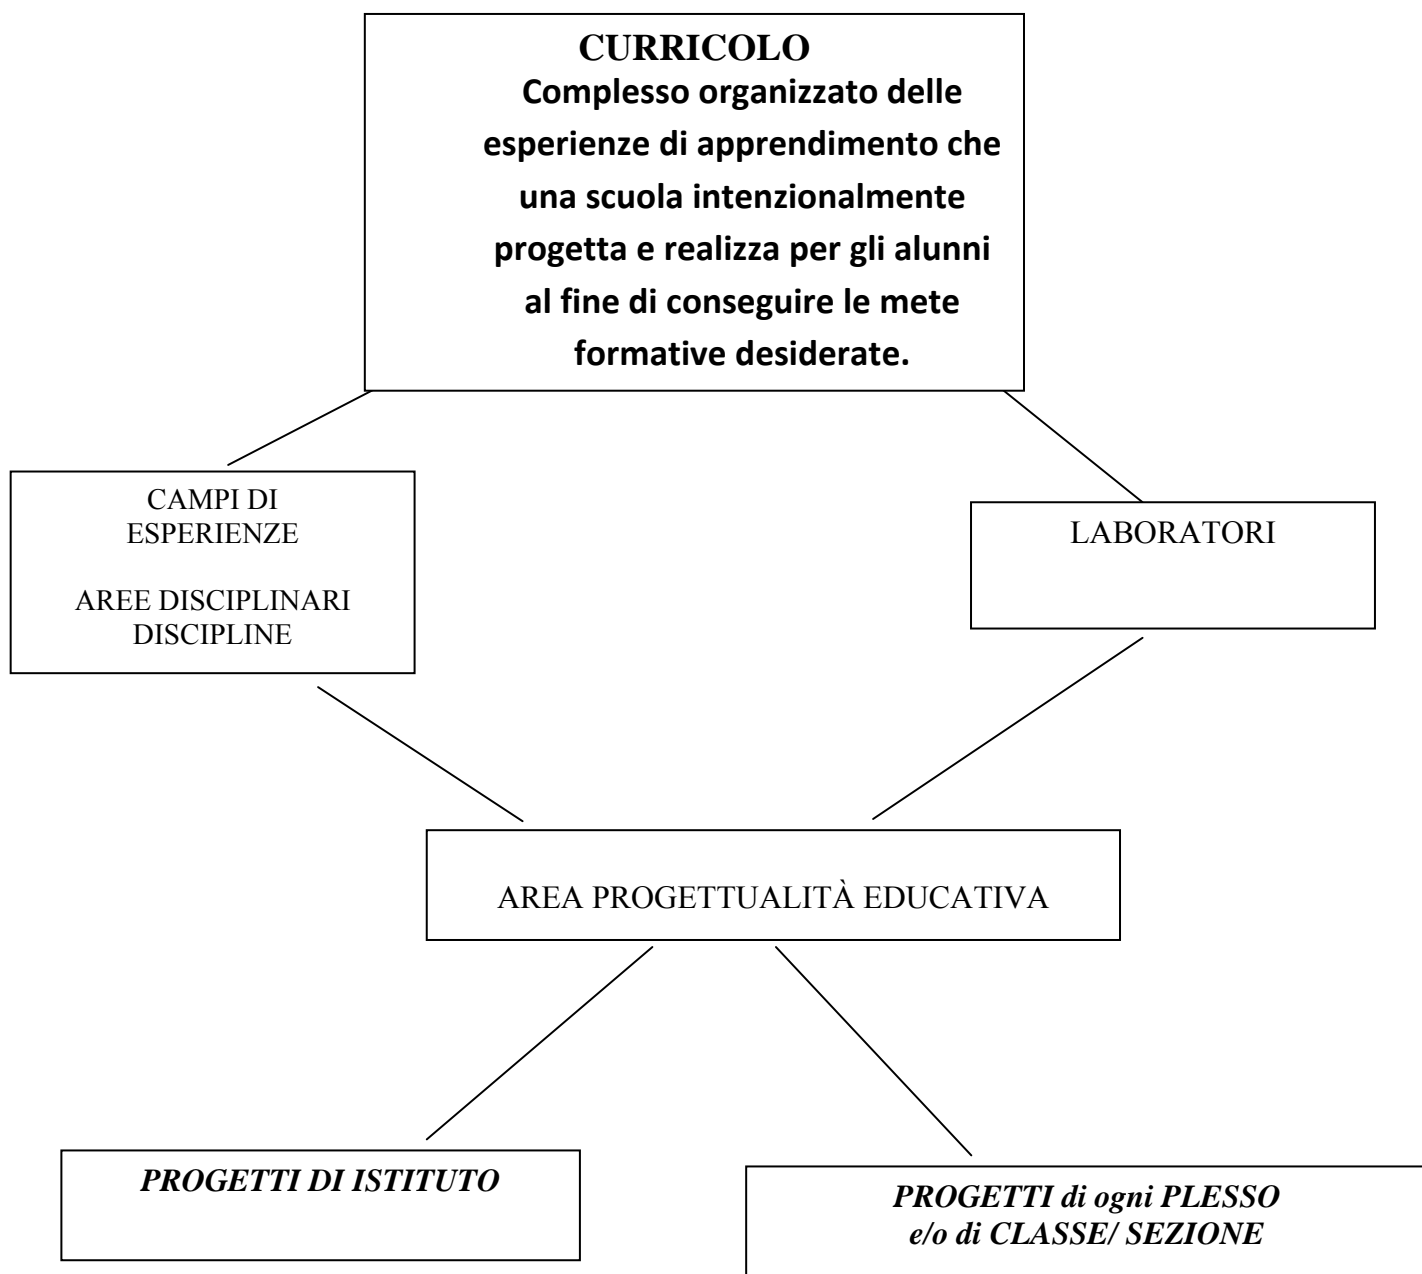 CURRICOLO
Complesso organizzato delle
esperienze di apprendimento che
una scuola intenzionalmente
progetta e realizza per gli alunni
al fine di conseguire le mete
formative desiderate.
CAMPI DI
ESPERIENZE
AREE DISCIPLINARI
DISCIPLINE
LABORATORI
AREA PROGETTUALITÀ EDUCATIVA
PROGETTI DI ISTITUTO
PROGETTI di ogni PLESSO
e/o di CLASSE/ SEZIONE